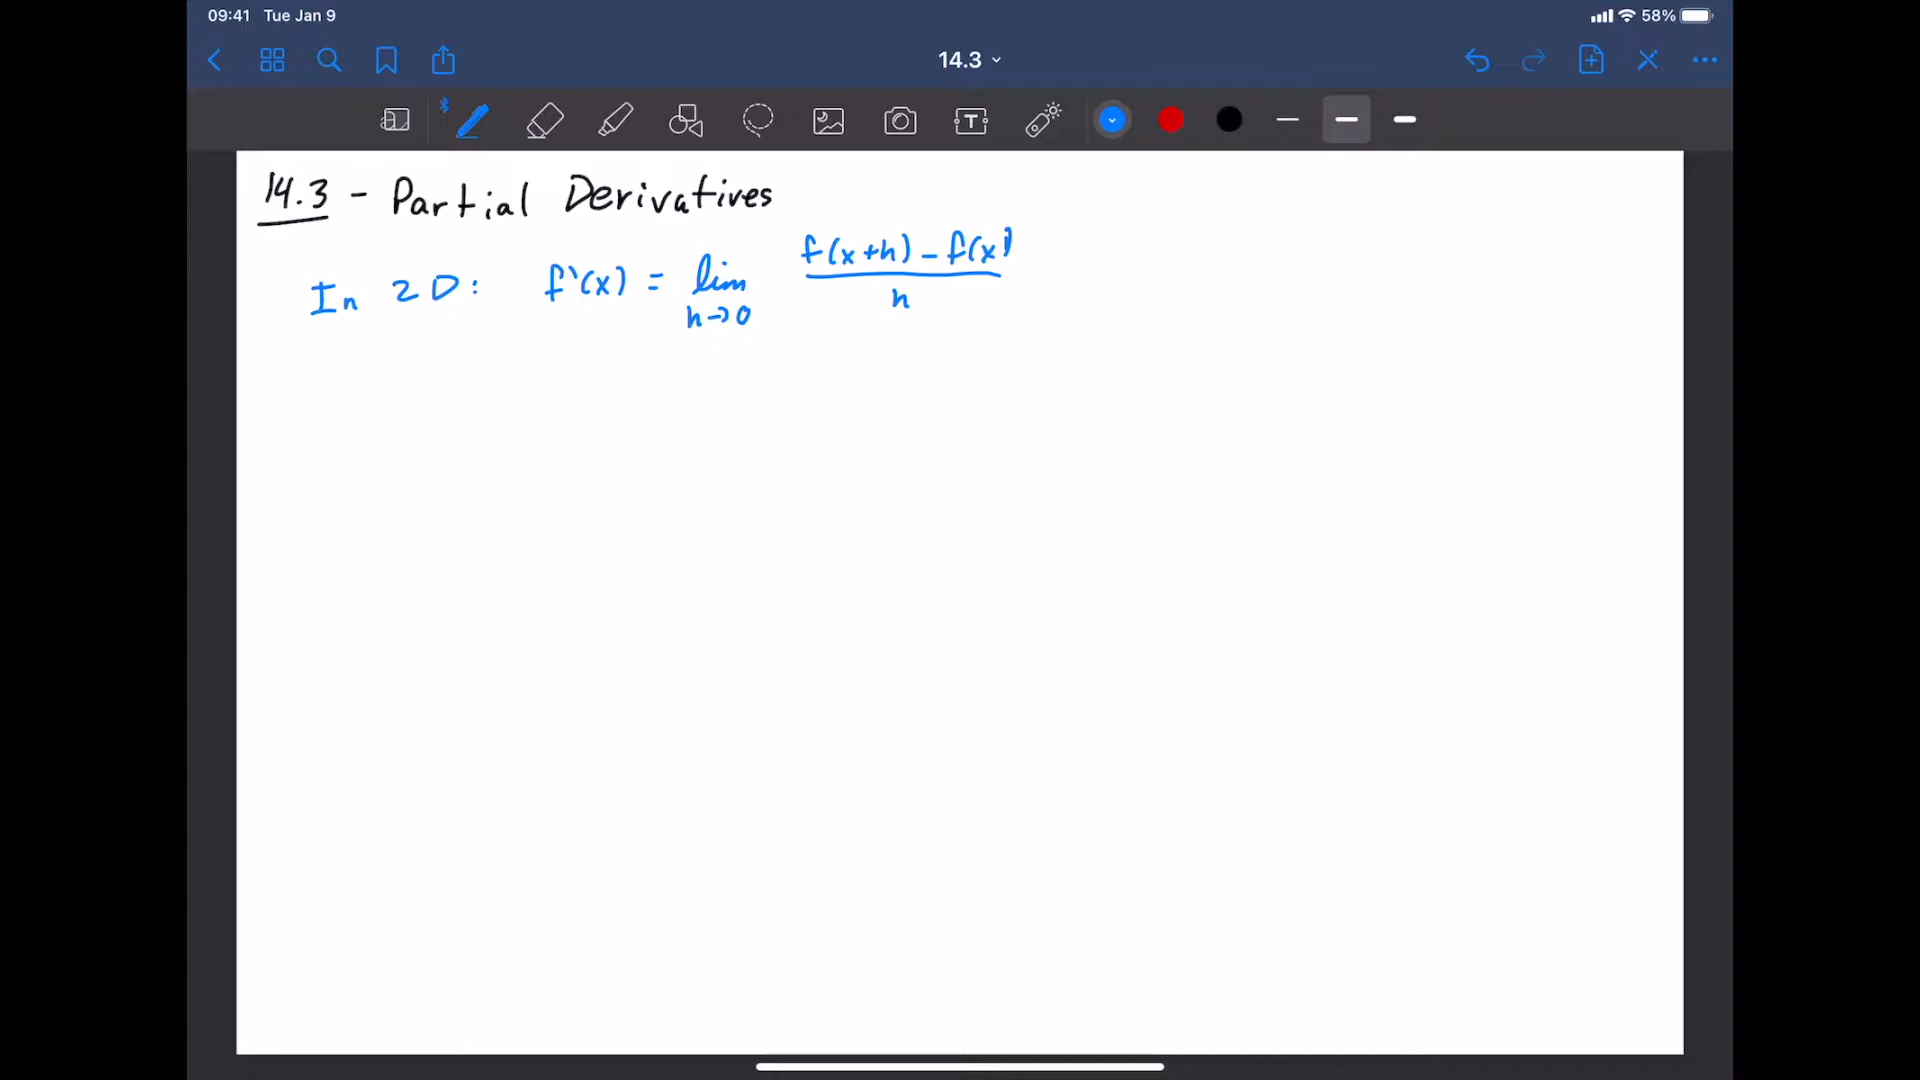 09:41 Tue Jan 9 58%
14.3
T
14.3 - Partial Derivatives
In 2D: f'(x) = lim h→0 f(x+h) - f(x) / h